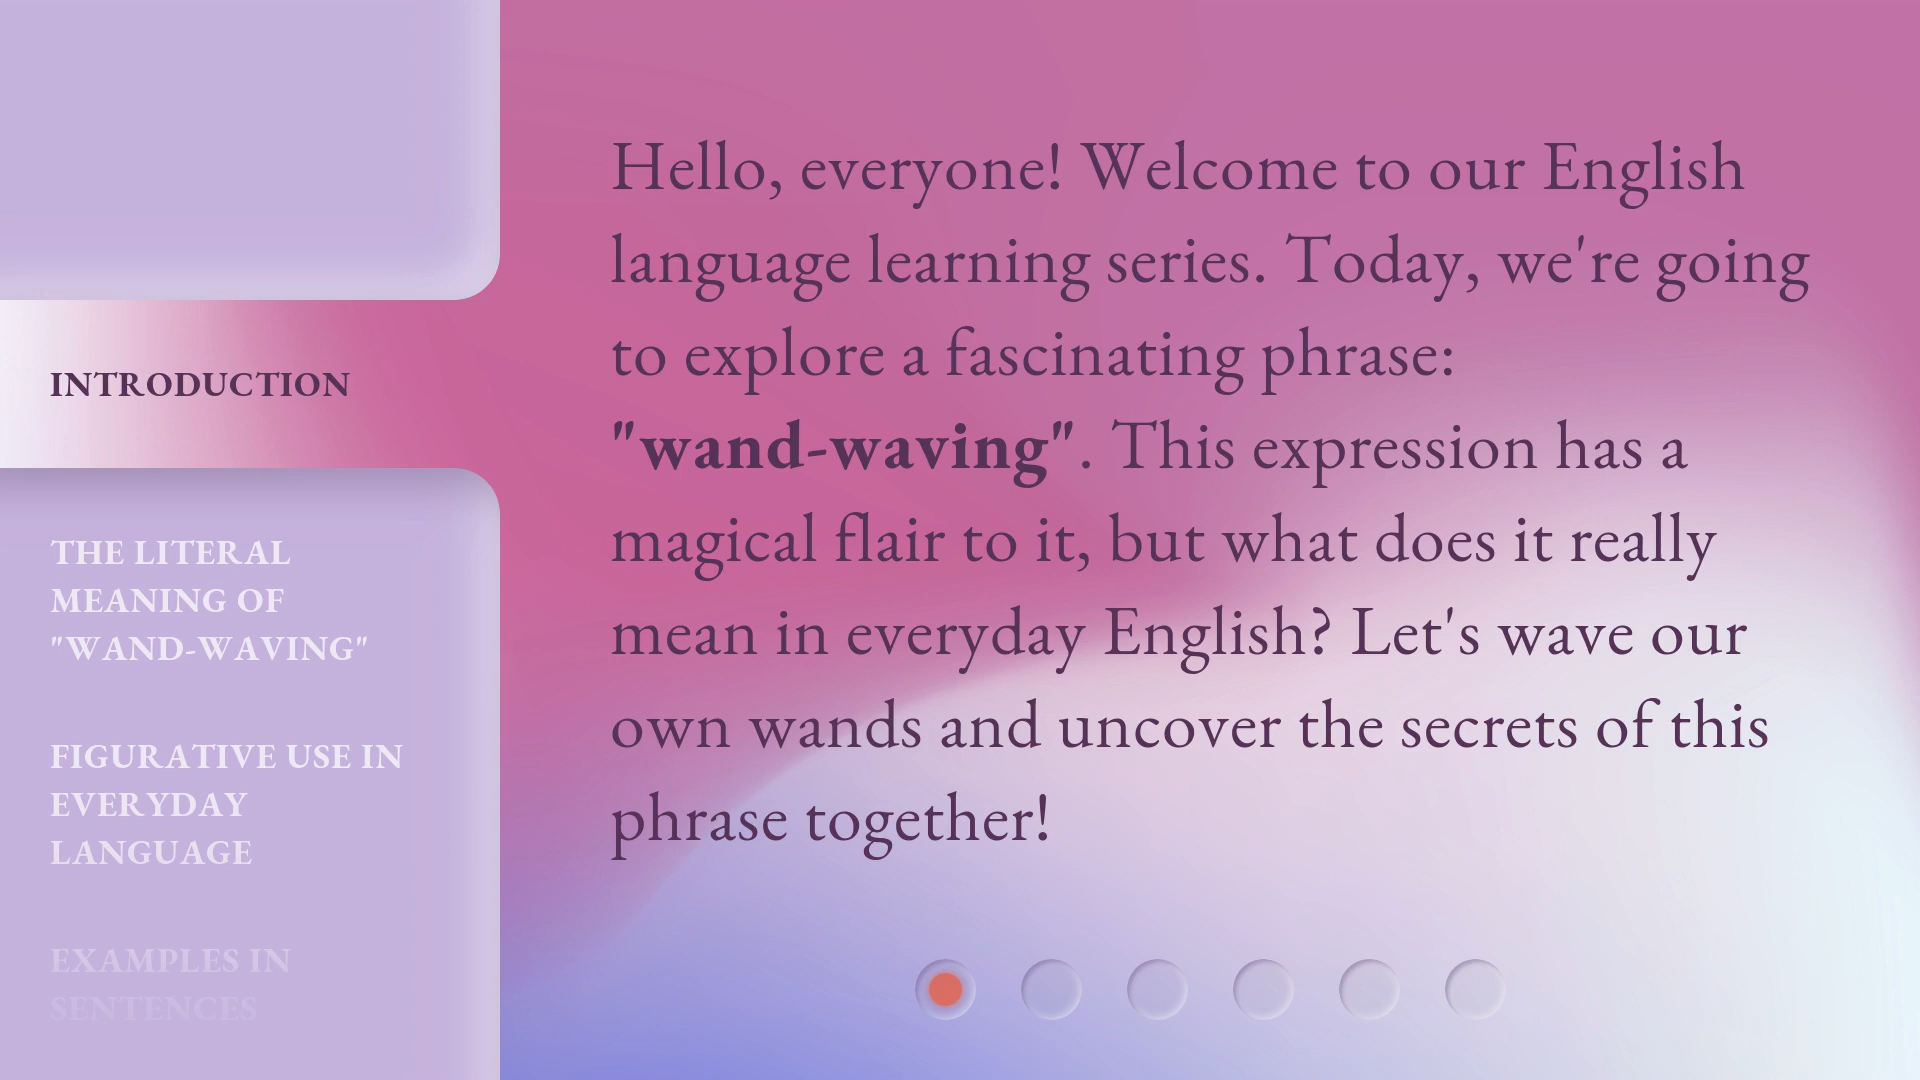 INTRODUCTION
THE LITERAL
MEANING OF
"WAND-WAVING"
FIGURATIVE USE IN
EVERYDAY
LANGUAGE
EXAMPLES IN
SENTENCES
Hello, everyone! Welcome to our English
language learning series. Today, we're going
to explore a fascinating phrase:
"wand-waving". This expression has a
magical flair to it, but what does it really
mean in everyday English? Let's wave our
own wands and uncover the secrets of this
phrase together!